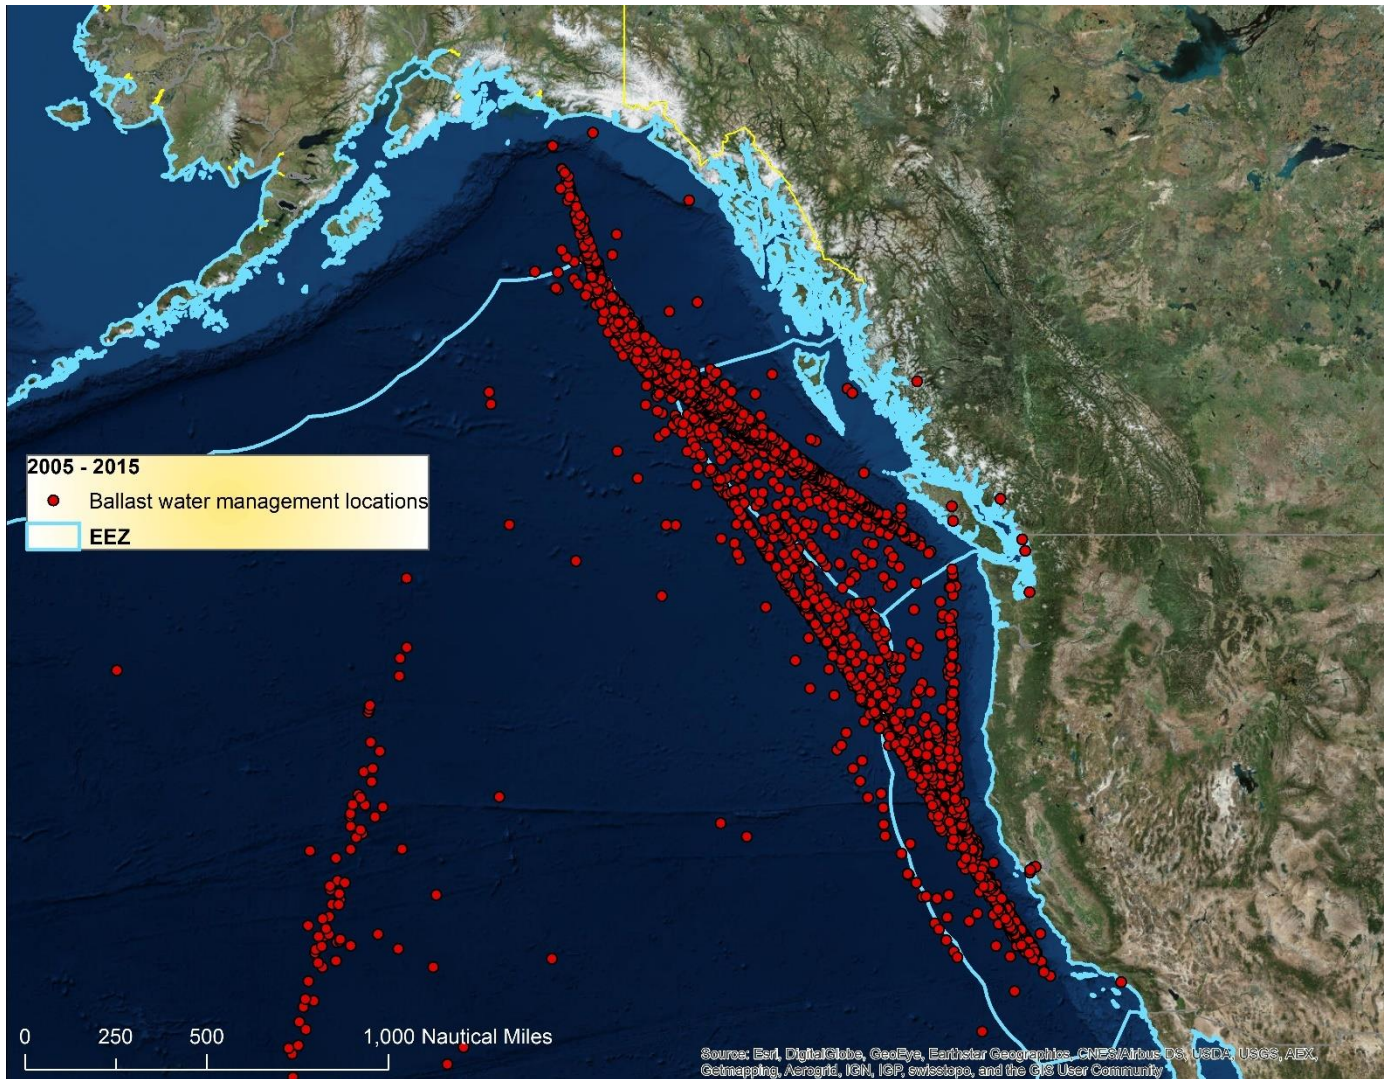 2005 - 2015
Ballast water management locations
EEZ
0 250 500 1,000 Nautical Miles
Source: Esri, DigitalGlobe, GeoEye, Earthstar Geographics, CNES/Airbus DS, USDA, USGS, AEX,
Getmapping, Aerogrid, IGN, IGP, swisstopo, and the GIS User Community